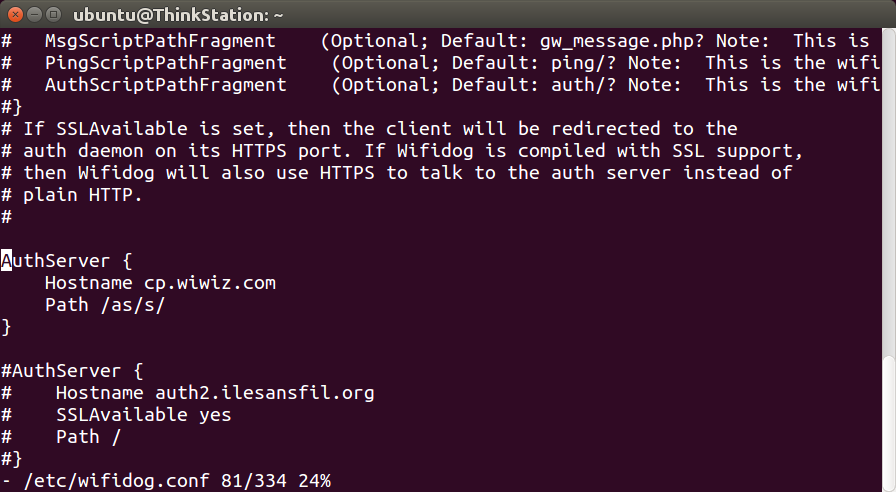 ubuntu@ThinkStation: ~
#   MsgScriptPathFragment    (Optional; Default: gw_message.php? Note:  This is
#   PingScriptPathFragment    (Optional; Default: ping/? Note:  This is the wifi
#   AuthScriptPathFragment    (Optional; Default: auth/? Note:  This is the wifi
#}
# If SSLAvailable is set, then the client will be redirected to the
# auth daemon on its HTTPS port. If Wifidog is compiled with SSL support,
# then Wifidog will also use HTTPS to talk to the auth server instead of
# plain HTTP.
#
AuthServer {
    Hostname cp.wiwiz.com
    Path /as/s/
}
#AuthServer {
#    Hostname auth2.ilesansfil.org
#    SSLAvailable yes
#    Path /
#}
- /etc/wifidog.conf 81/334 24%